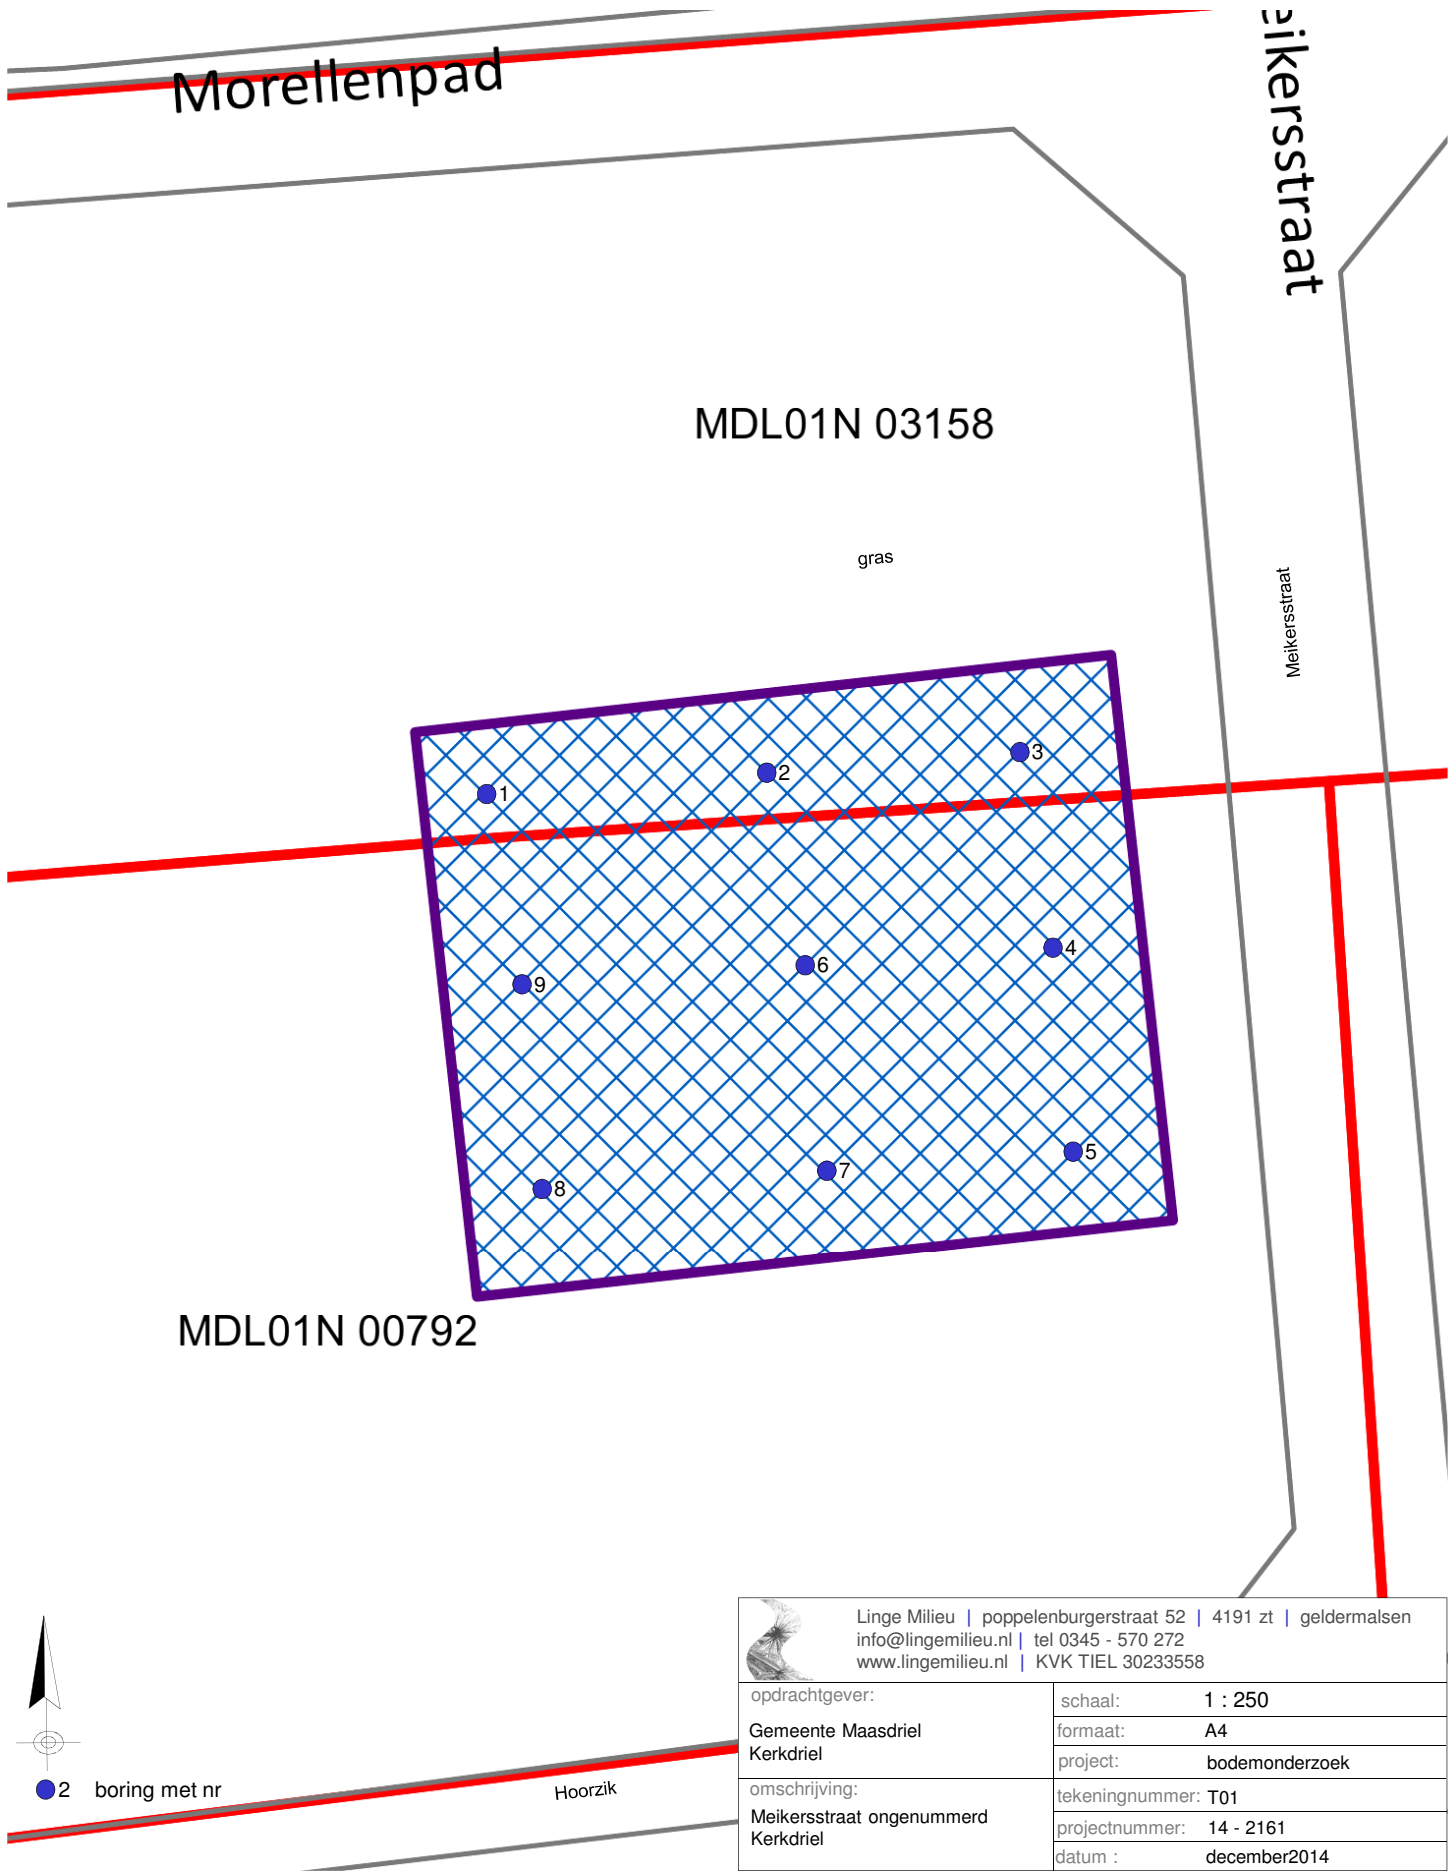 Morellenpad
eikersstraat
MDL01N 03158
gras
Meikersstraat
1
2
3
4
5
6
7
8
9
MDL01N 00792
2 boring met nr
Hoorzik
Linge Milieu | poppelenburgerstraat 52 | 4191 zt | geldermalsen
info@lingemilieu.nl | tel 0345 - 570 272
www.lingemilieu.nl | KVK TIEL 30233558
opdrachtgever:
Gemeente Maasdriel
Kerkdriel
omschrijving:
Meikersstraat ongenummerd
Kerkdriel
schaal: 1 : 250
formaat: A4
project: bodemonderzoek
tekeningnummer: T01
projectnummer: 14 - 2161
datum : december2014